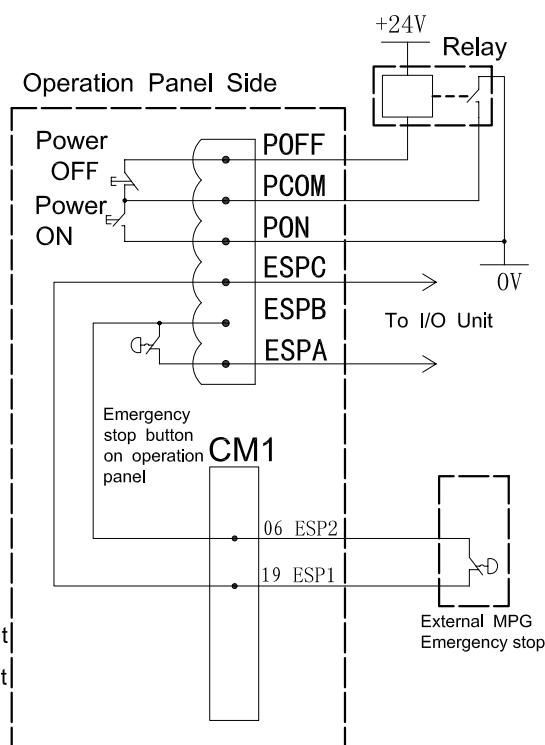 +24V
Relay
Operation Panel Side
Power
OFF
POFF
PCOM
Power
ON
PON
ESPC
0V
ESPB
To I/O Unit
ESPA
Emergency
stop button
on operation
panel
CM1
06 ESP2
19 ESP1
External MPG
Emergency stop
t
t